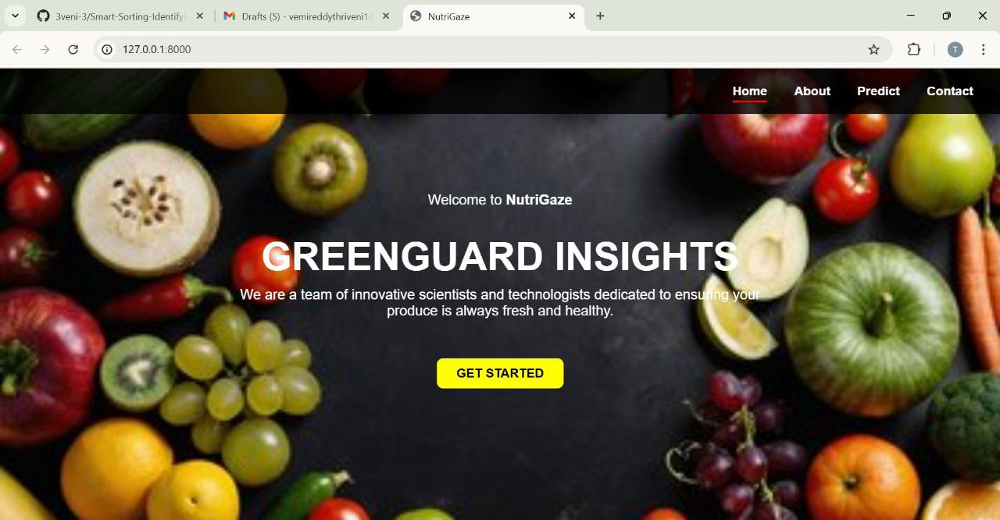 3veni-3/Smart-Sorting-Identifyi
Drafts (5) - vemireddythriveni1
NutriGaze
127.0.0.1:8000
T
Home
About
Predict
Contact
Welcome to NutriGaze
GREENGUARD INSIGHTS
We are a team of innovative scientists and technologists dedicated to ensuring your
produce is always fresh and healthy.
GET STARTED